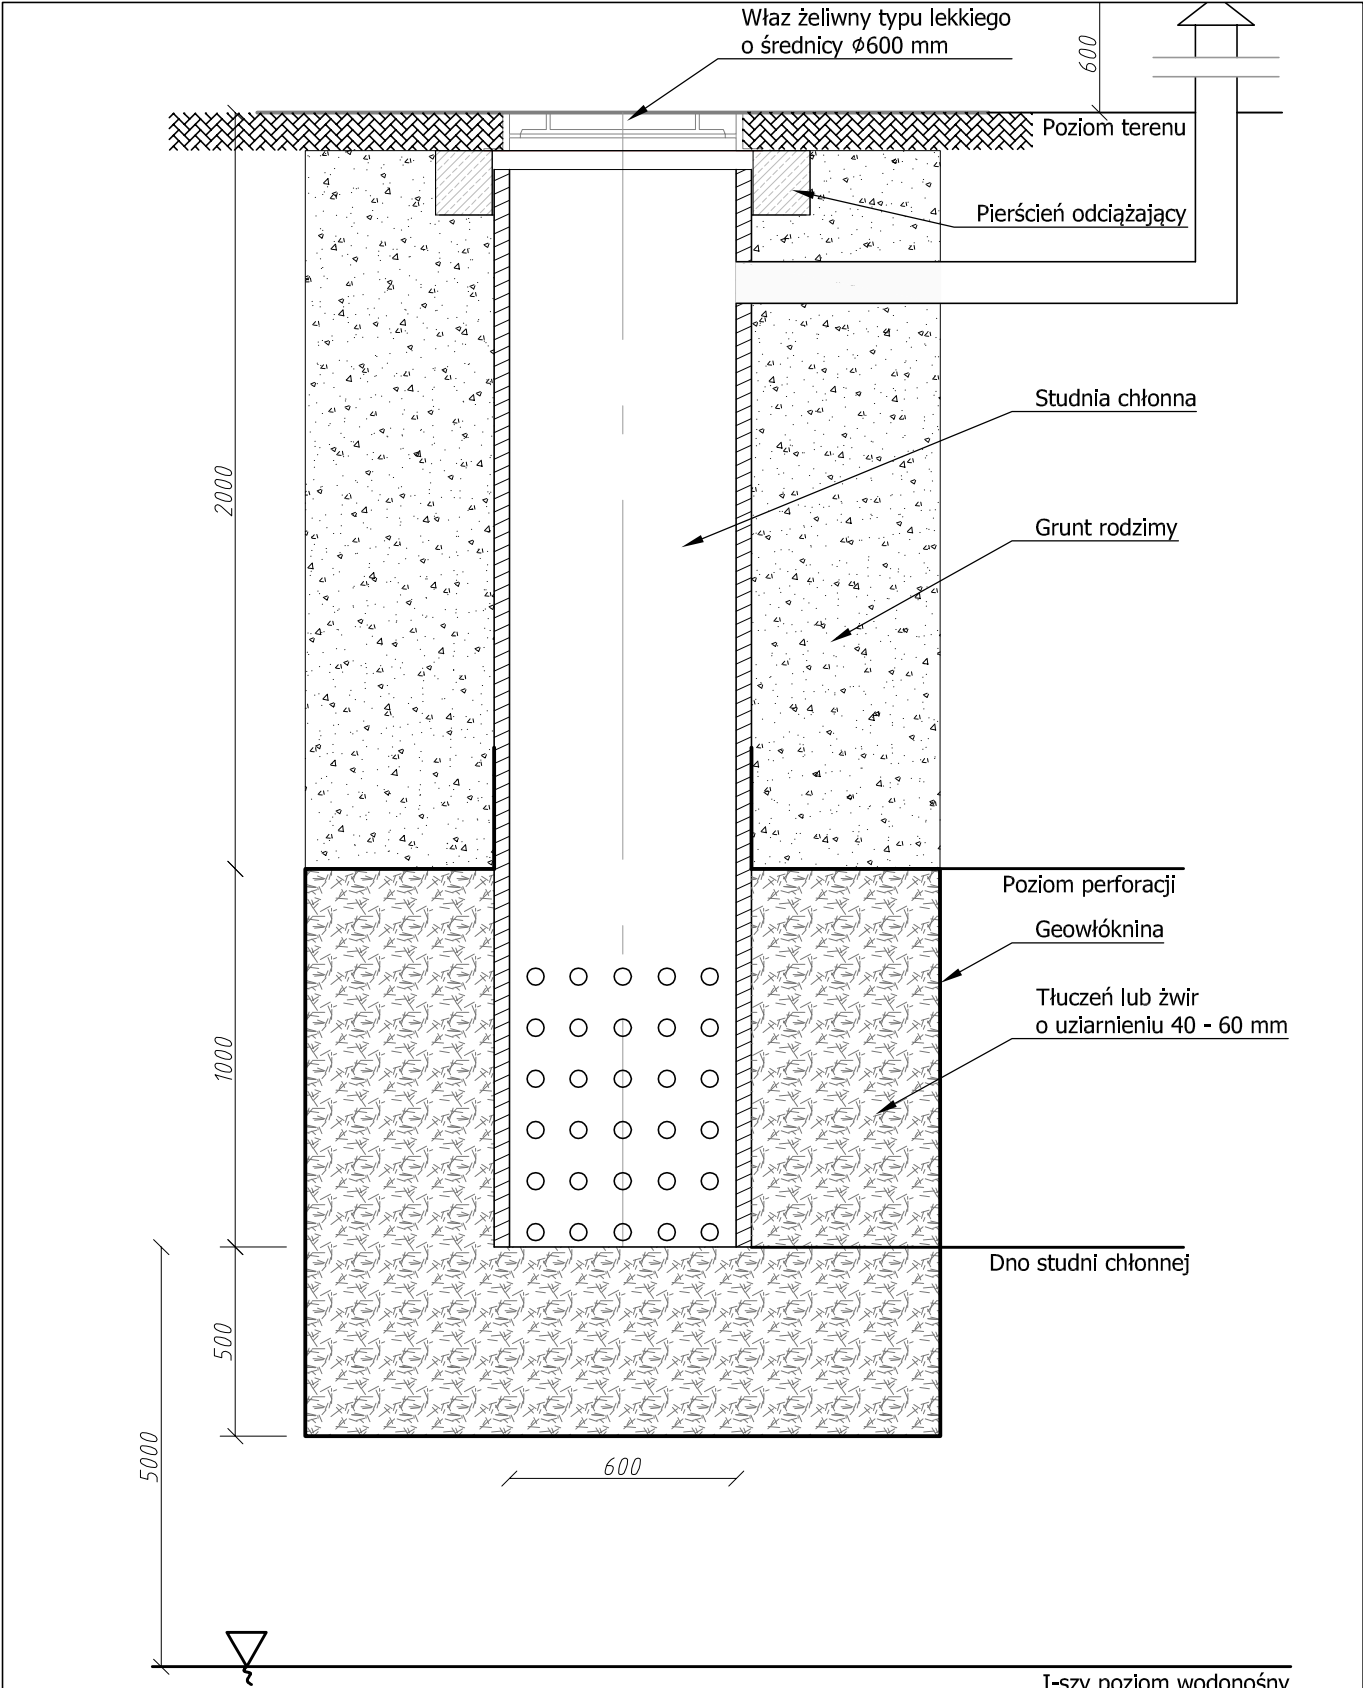 Właz żeliwny typu lekkiego
o średnicy ϕ600 mm
600
Poziom terenu
Pierścień odciążający
Studnia chłonna
2000
Grunt rodzimy
Poziom perforacji
Geowłóknina
Tłuczeń lub żwir
o uziarnieniu 40 - 60 mm
1000
Dno studni chłonnej
500
5000
600
I-szy poziom wodonośny